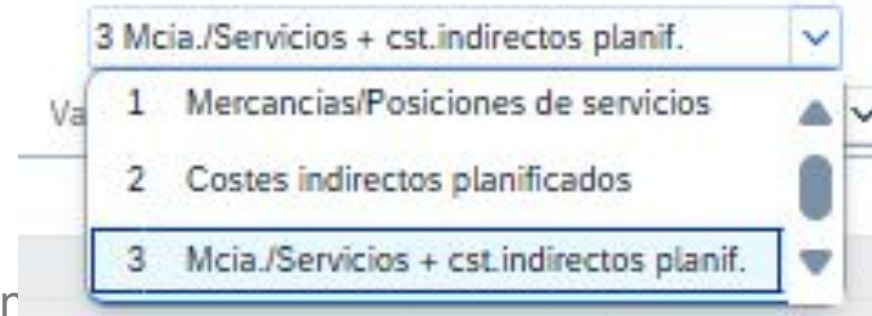 3 Mcia./Servicios + cst.indirectos planif.
1 Mercancias/Posiciones de servicios
Va
2 Costes indirectos planificados
3 Mcia./Servicios + cst.indirectos planif.